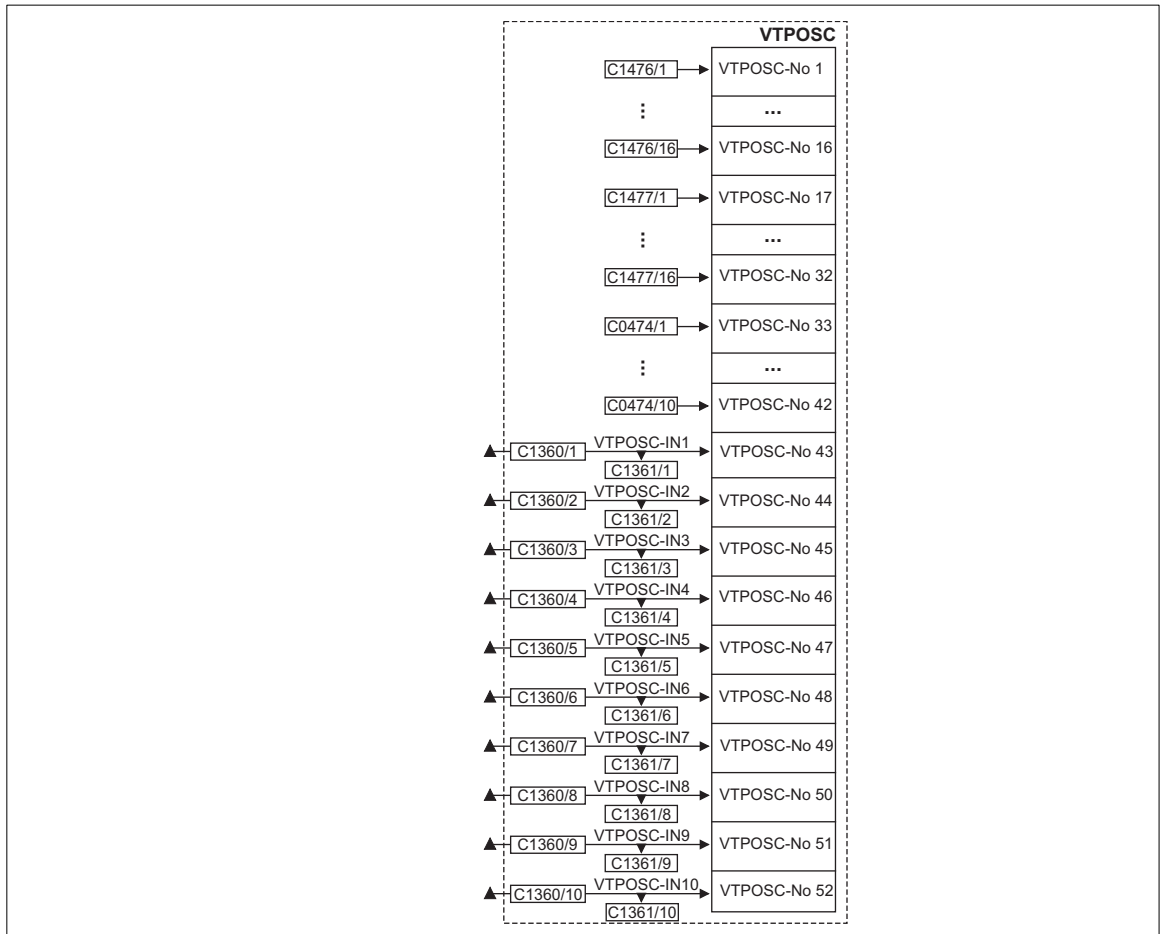 VTPOSC
C1476/1 VTPOSC-No 1
⋮ ...
C1476/16 VTPOSC-No 16
C1477/1 VTPOSC-No 17
⋮ ...
C1477/16 VTPOSC-No 32
C0474/1 VTPOSC-No 33
⋮ ...
C0474/10 VTPOSC-No 42
C1360/1 VTPOSC-IN1 VTPOSC-No 43
C1361/1
C1360/2 VTPOSC-IN2 VTPOSC-No 44
C1361/2
C1360/3 VTPOSC-IN3 VTPOSC-No 45
C1361/3
C1360/4 VTPOSC-IN4 VTPOSC-No 46
C1361/4
C1360/5 VTPOSC-IN5 VTPOSC-No 47
C1361/5
C1360/6 VTPOSC-IN6 VTPOSC-No 48
C1361/6
C1360/7 VTPOSC-IN7 VTPOSC-No 49
C1361/7
C1360/8 VTPOSC-IN8 VTPOSC-No 50
C1361/8
C1360/9 VTPOSC-IN9 VTPOSC-No 51
C1361/9
C1360/10 VTPOSC-IN10 VTPOSC-No 52
C1361/10